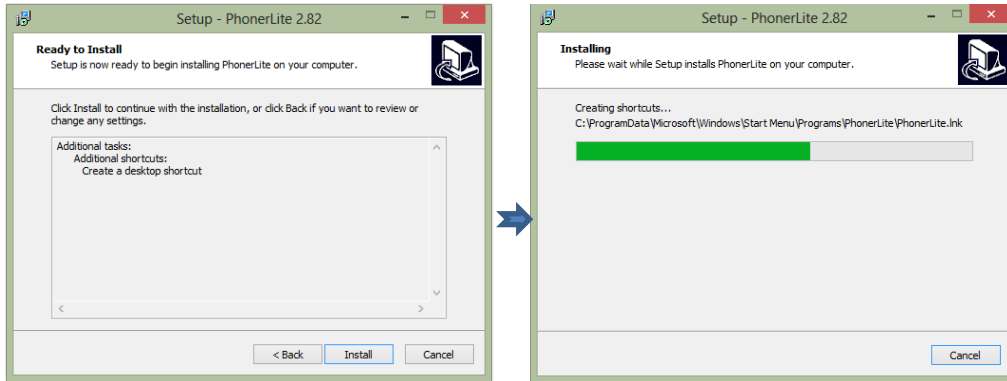 Setup - PhonerLite 2.82
Ready to Install
Setup is now ready to begin installing PhonerLite on your computer.
Click Install to continue with the installation, or click Back if you want to review or
change any settings.
Additional tasks:
Additional shortcuts:
Create a desktop shortcut
< Back
Install
Cancel
Setup - PhonerLite 2.82
Installing
Please wait while Setup installs PhonerLite on your computer.
Creating shortcuts...
C:\ProgramData\Microsoft\Windows\Start Menu\Programs\PhonerLite\PhonerLite.lnk
Cancel